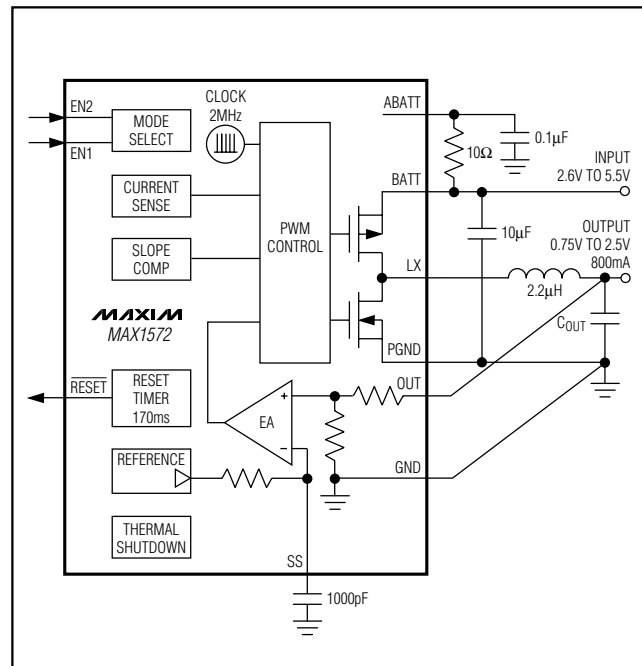 EN2
EN1
MODE
SELECT
CLOCK
2MHz
CURRENT
SENSE
SLOPE
COMP
PWM
CONTROL
MAXIM
MAX1572
RESET
RESET
TIMER
170ms
REFERENCE
THERMAL
SHUTDOWN
EA
+
−
SS
1000pF
ABATT
10Ω
0.1µF
BATT
INPUT
2.6V TO 5.5V
10µF
OUTPUT
0.75V TO 2.5V
800mA
LX
2.2µH
COUT
PGND
OUT
GND